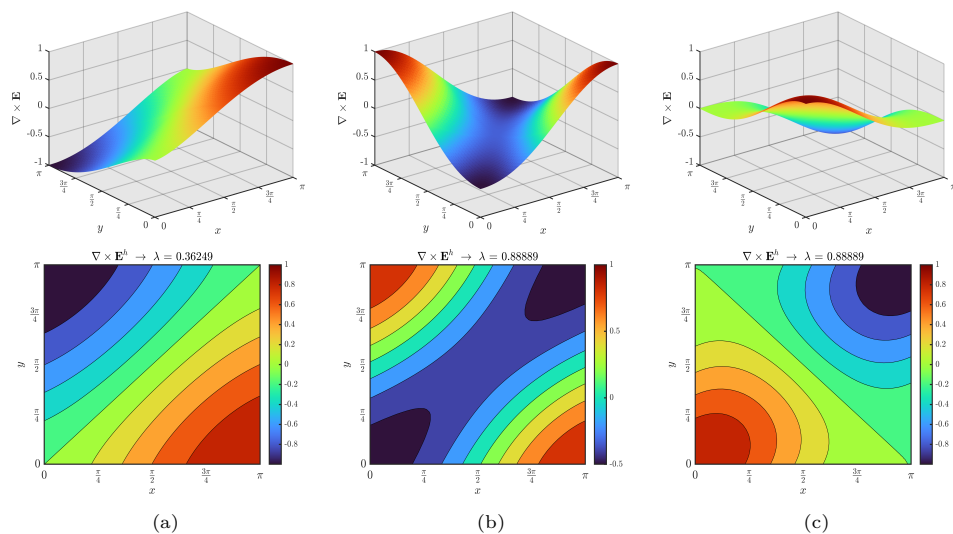 1
0.5
0
-0.5
-1
∇ × E
π
3π/4
π/2
π/4
0
y
0
π/4
π/2
3π/4
π
x
1
0.5
0
-0.5
-1
∇ × E
π
3π/4
π/2
π/4
0
y
0
π/4
π/2
3π/4
π
x
1
0.5
0
-0.5
-1
∇ × E
π
3π/4
π/2
π/4
0
y
0
π/4
π/2
3π/4
π
x
∇ × Eʰ → λ = 0.36249
π
3π/4
π/2
π/4
0
y
0
π/4
π/2
3π/4
π
x
1
0.8
0.6
0.4
0.2
0
-0.2
-0.4
-0.6
-0.8
∇ × Eʰ → λ = 0.88889
π
3π/4
π/2
π/4
0
y
π/4
π/2
3π/4
π
0
x
0.5
0
-0.5
∇ × Eʰ → λ = 0.88889
π
3π/4
π/2
π/4
0
y
0
π/4
π/2
3π/4
π
x
1
0.8
0.6
0.4
0.2
0
-0.2
-0.4
-0.6
-0.8
(a)
(b)
(c)